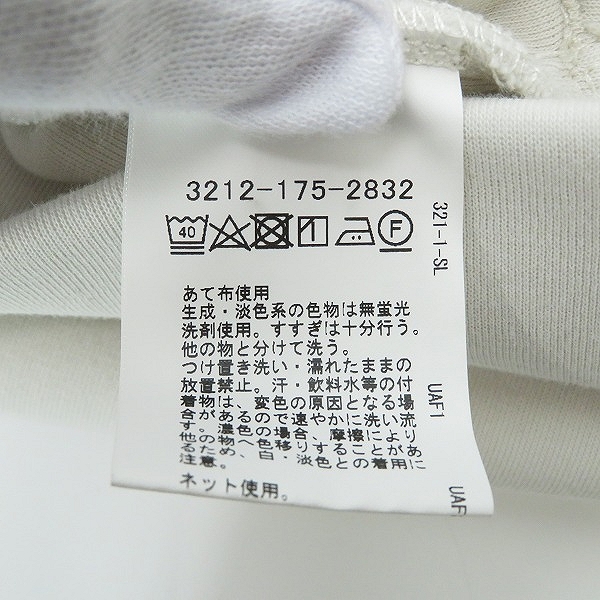 3212-175-2832
40
F
あて布使用
生成・淡色系の色物は無蛍光
洗剤使用。すすぎは十分行う。
他の物と分けて洗う。
つけ置き洗い・濡れたままの
放置禁止。汗・飲料水等の付
着物は、変色の原因となる場
合があるので速やかに洗い流
す。濃色の場合、摩擦により
他の物へ色移りすることがあ
るため、白・淡色との着用に
注意。
ネット使用。
321-1-SL
UAF1
UAF1